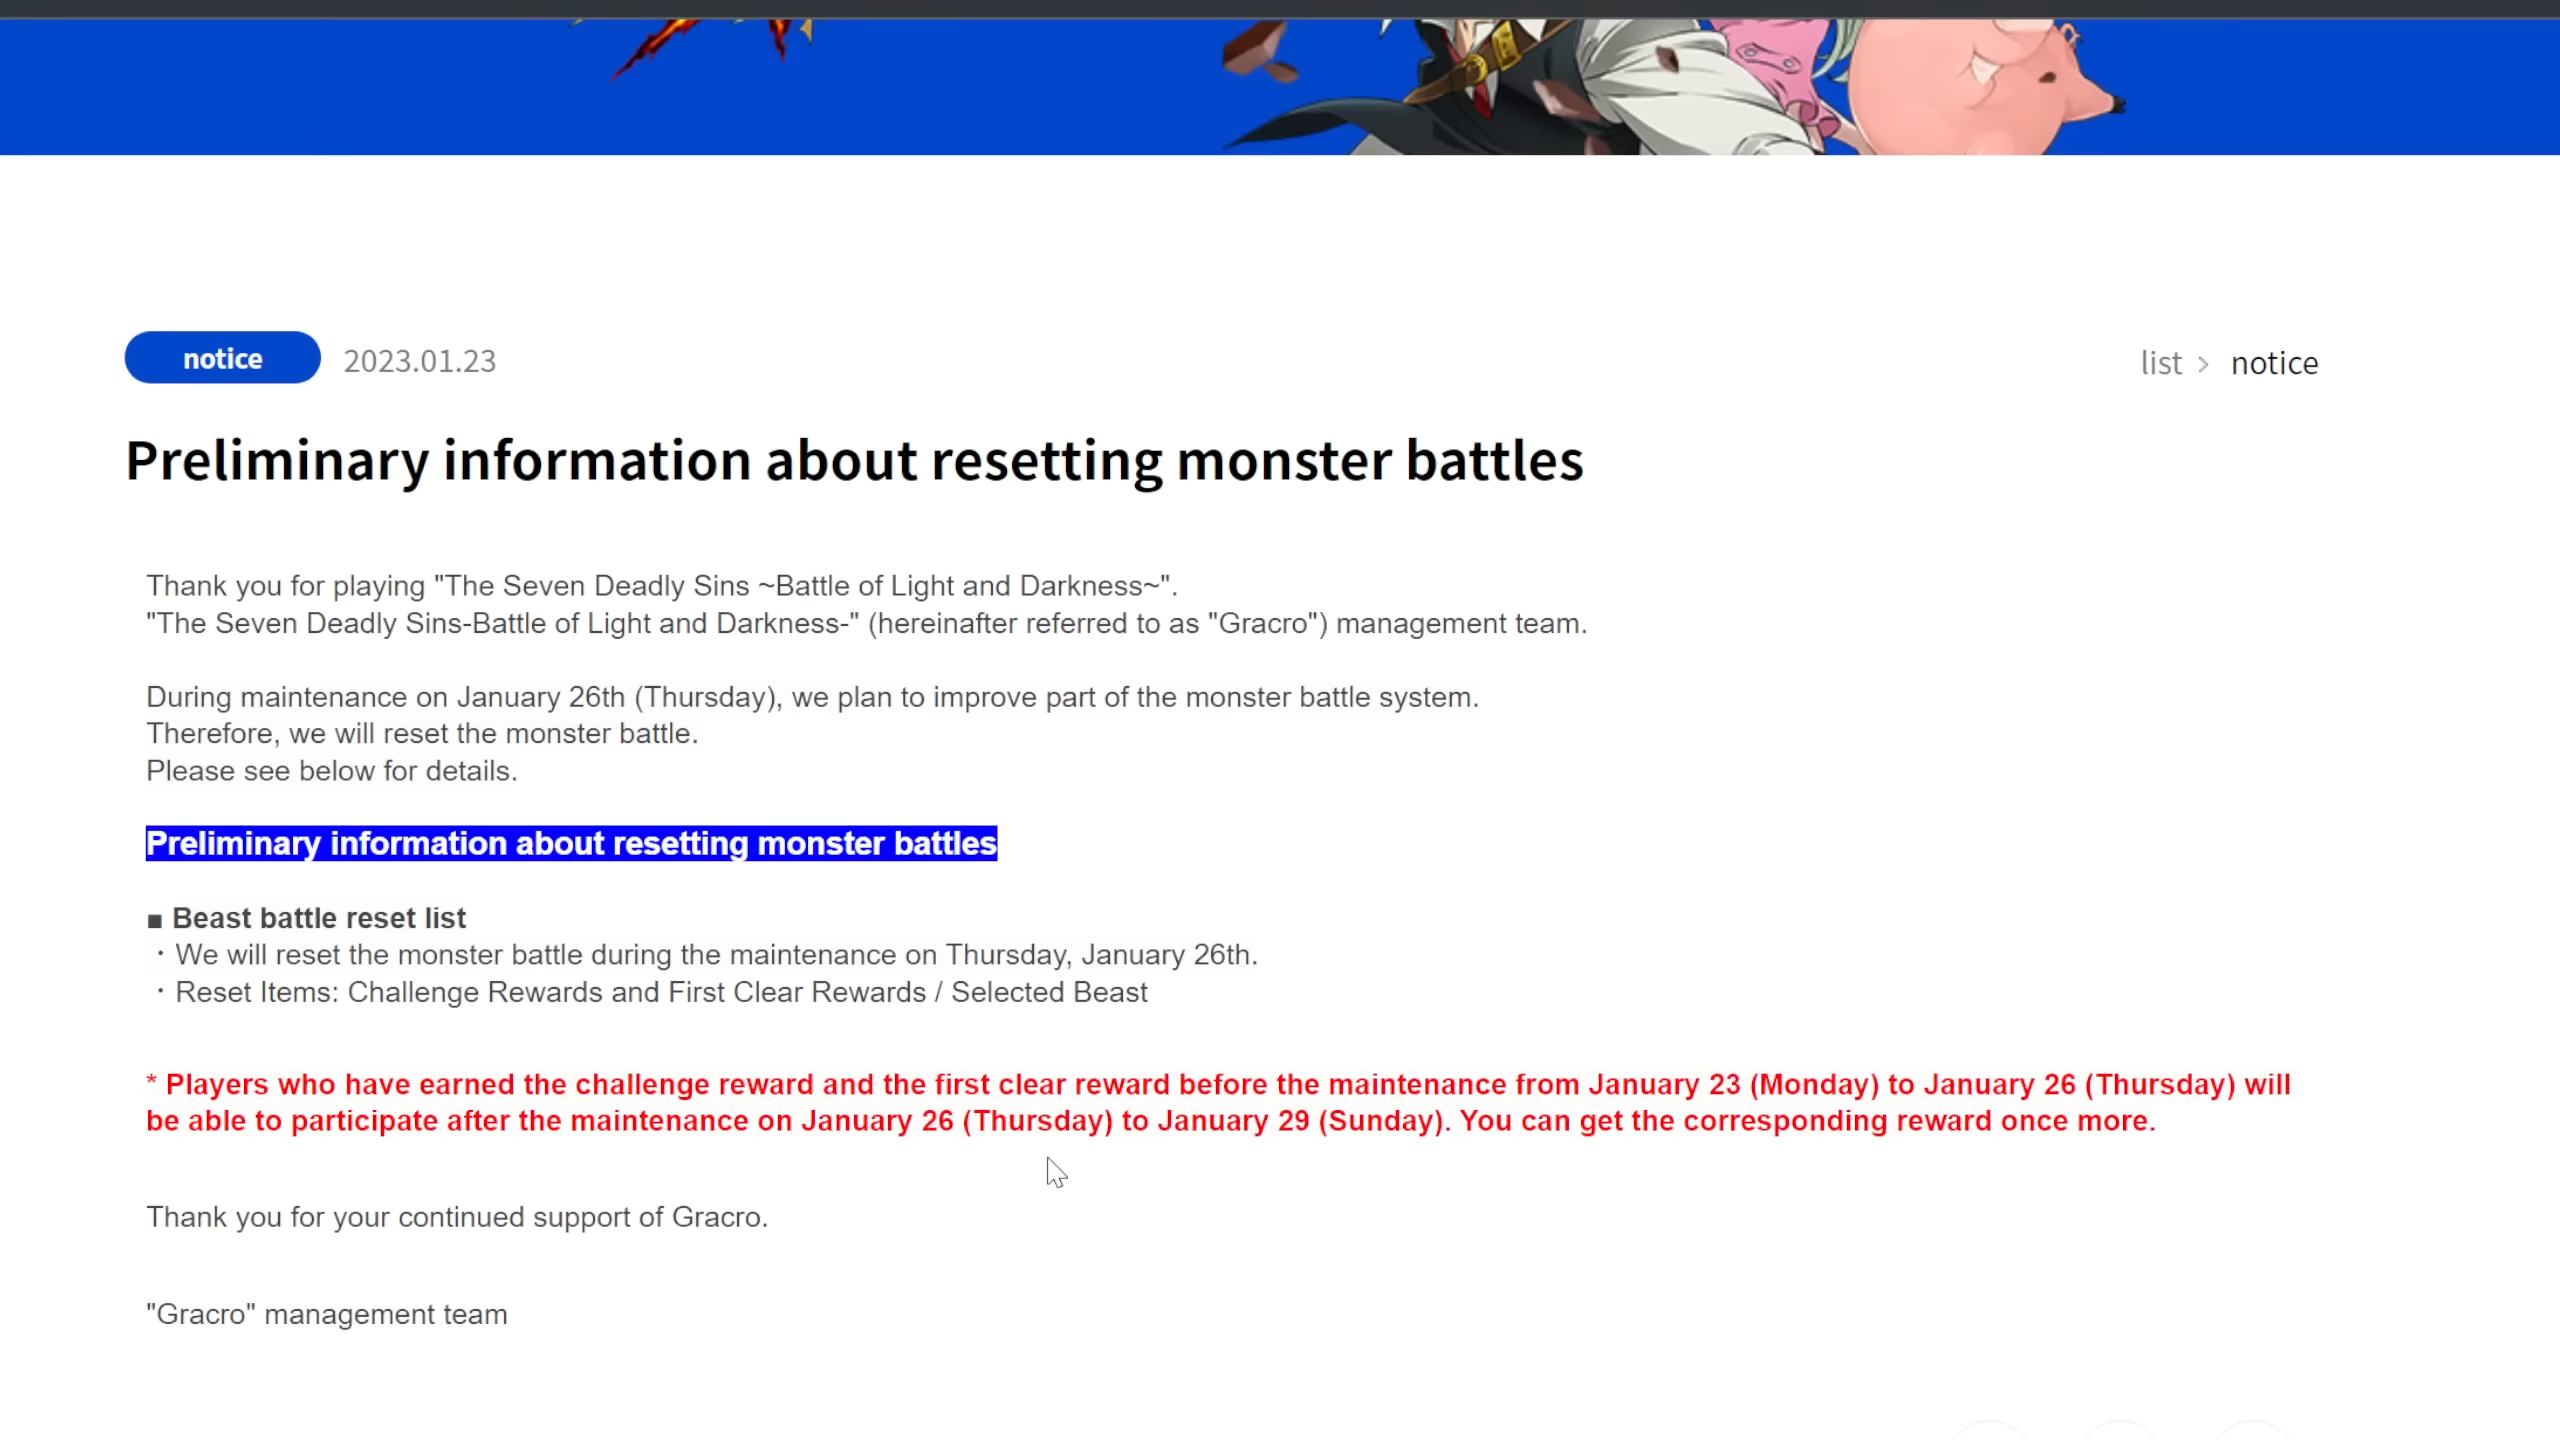 notice 2023.01.23
list > notice
Preliminary information about resetting monster battles
Thank you for playing "The Seven Deadly Sins ~Battle of Light and Darkness~".
"The Seven Deadly Sins-Battle of Light and Darkness-" (hereinafter referred to as "Gracro") management team.
During maintenance on January 26th (Thursday), we plan to improve part of the monster battle system.
Therefore, we will reset the monster battle.
Please see below for details.
Preliminary information about resetting monster battles
■ Beast battle reset list
・We will reset the monster battle during the maintenance on Thursday, January 26th.
・Reset Items: Challenge Rewards and First Clear Rewards / Selected Beast
* Players who have earned the challenge reward and the first clear reward before the maintenance from January 23 (Monday) to January 26 (Thursday) will
be able to participate after the maintenance on January 26 (Thursday) to January 29 (Sunday). You can get the corresponding reward once more.
Thank you for your continued support of Gracro.
"Gracro" management team